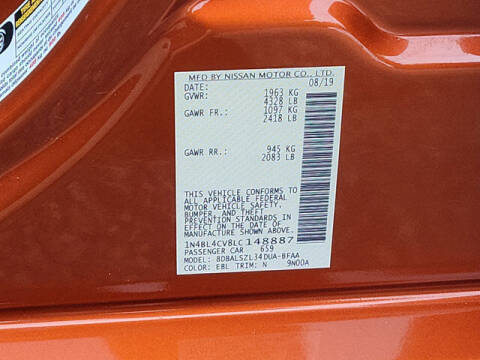 MFD BY NISSAN MOTOR CO., LTD.
DATE: 08/19
GVWR: 1963 KG
4328 LB
GAWR FR.: 1097 KG
2418 LB
GAWR RR.: 945 KG
2083 LB
THIS VEHICLE CONFORMS TO
ALL APPLICABLE FEDERAL
MOTOR VEHICLE SAFETY,
BUMPER, AND THEFT
PREVENTION STANDARDS
IN EFFECT ON THE DATE OF
MANUFACTURE SHOWN ABOVE.
1N4BL4CV8LC148887
PASSENGER CAR 659
MODEL: BDBALSZL34DUA-BFAA
COLOR: EBL TRIM: N 9N00A